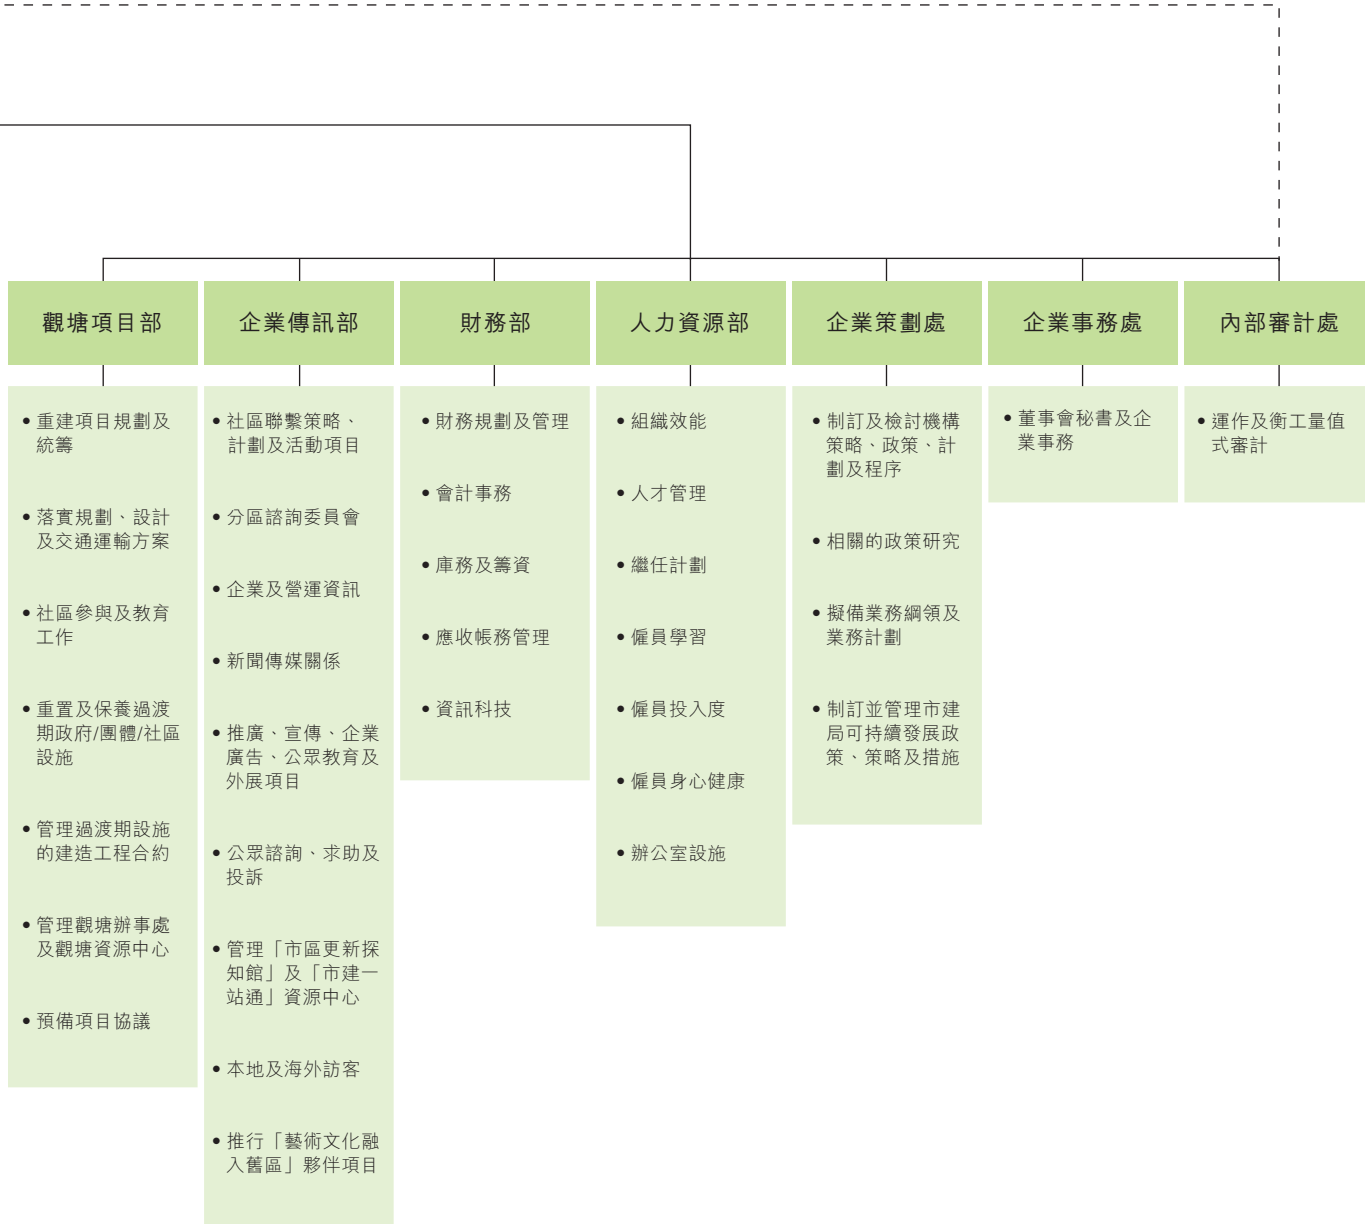 觀塘項目部
• 重建項目規劃及
統籌
• 落實規劃、設計
及交通運輸方案
• 社區參與及教育
工作
• 重置及保養過渡
期政府/團體/社區
設施
• 管理過渡期設施
的建造工程合約
• 管理觀塘辦事處
及觀塘資源中心
• 預備項目協議
企業傳訊部
• 社區聯繫策略、
計劃及活動項目
• 分區諮詢委員會
• 企業及營運資訊
• 新聞傳媒關係
• 推廣、宣傳、企業
廣告、公眾教育及
外展項目
• 公眾諮詢、求助及
投訴
• 管理「市區更新探
知館」及「市建一
站通」資源中心
• 本地及海外訪客
• 推行「藝術文化融
入舊區」夥伴項目
財務部
• 財務規劃及管理
• 會計事務
• 庫務及籌資
• 應收帳務管理
• 資訊科技
人力資源部
• 組織效能
• 人才管理
• 繼任計劃
• 僱員學習
• 僱員投入度
• 僱員身心健康
• 辦公室設施
企業策劃處
• 制訂及檢討機構
策略、政策、計
劃及程序
• 相關的政策研究
• 擬備業務綱領及
業務計劃
• 制訂並管理市建
局可持續發展政
策、策略及措施
企業事務處
• 董事會秘書及企
業事務
內部審計處
• 運作及衡工量值
式審計